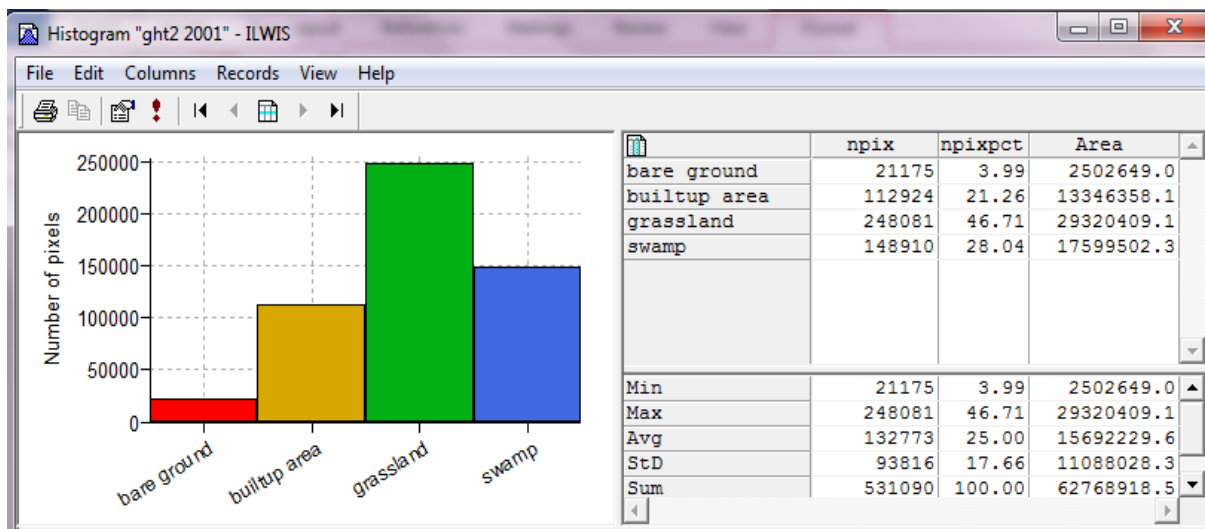 Histogram "ght2 2001" - ILWIS
File Edit Columns Records View Help
250000
200000
150000
100000
50000
0
Number of pixels
bare ground
builtup area
grassland
swamp
npix npixpct Area
bare ground 21175 3.99 2502649.0
builtup area 112924 21.26 13346358.1
grassland 248081 46.71 29320409.1
swamp 148910 28.04 17599502.3
Min 21175 3.99 2502649.0
Max 248081 46.71 29320409.1
Avg 132773 25.00 15692229.6
StD 93816 17.66 11088028.3
Sum 531090 100.00 62768918.5